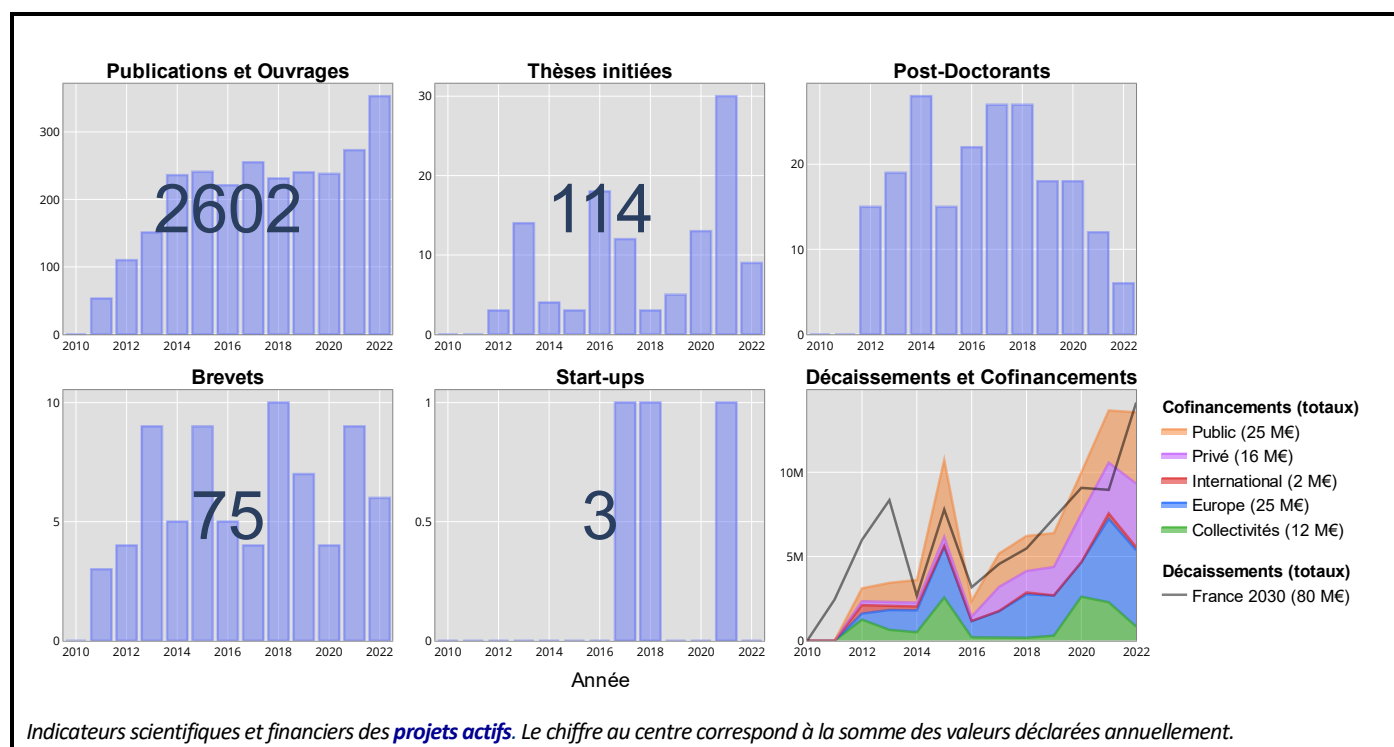 Publications et Ouvrages
300
200
100
0
2602
2010 2012 2014 2016 2018 2020 2022
Thèses initiées
30
20
10
0
114
2010 2012 2014 2016 2018 2020 2022
Post-Doctorants
20
10
0
2010 2012 2014 2016 2018 2020 2022
Brevets
10
5
0
75
2010 2012 2014 2016 2018 2020 2022
Start-ups
1
0.5
0
3
2010 2012 2014 2016 2018 2020 2022
Année
Décaissements et Cofinancements
10M
5M
0
2010 2012 2014 2016 2018 2020 2022
Cofinancements (totaux)
Public (25 M€)
Privé (16 M€)
International (2 M€)
Europe (25 M€)
Collectivités (12 M€)
Décaissements (totaux)
France 2030 (80 M€)
Indicateurs scientifiques et financiers des projets actifs. Le chiffre au centre correspond à la somme des valeurs déclarées annuellement.